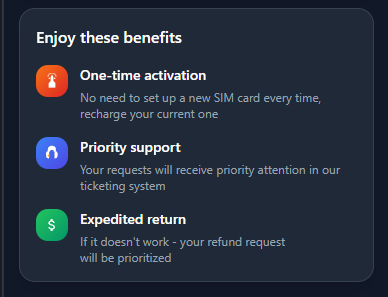 Enjoy these benefits
One-time activation
No need to set up a new SIM card every time,
recharge your current one
Priority support
Your requests will receive priority attention in our
ticketing system
$
Expedited return
If it doesn't work - your refund request
will be prioritized